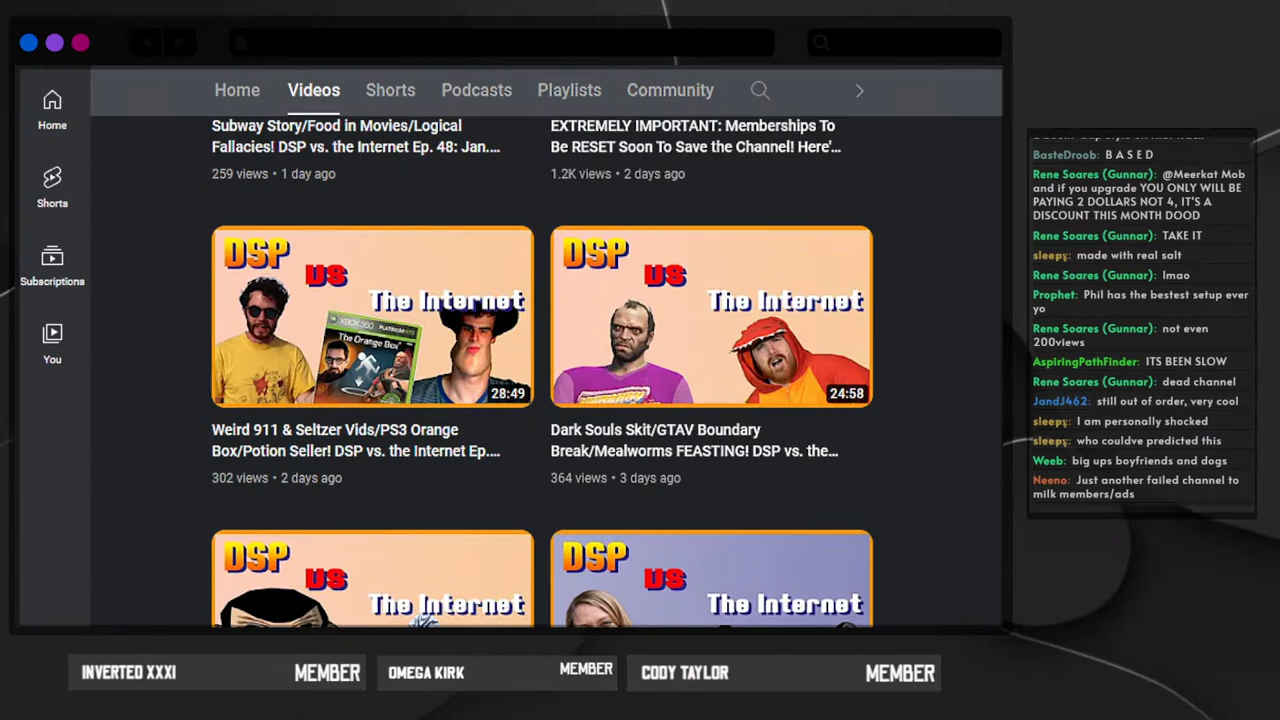 Home
Videos
Shorts
Podcasts
Playlists
Community
Home
Shorts
Subscriptions
You
Subway Story/Food in Movies/Logical
Fallacies! DSP vs. the Internet Ep. 48: Jan....
259 views • 1 day ago
EXTREMELY IMPORTANT: Memberships To
Be RESET Soon To Save the Channel! Here'...
1.2K views • 2 days ago
DSP
VS
The Internet
XBOX 360
PLATINUM HITS
The Orange Box
28:49
Weird 911 & Seltzer Vids/PS3 Orange
Box/Potion Seller! DSP vs. the Internet Ep....
302 views • 2 days ago
DSP
VS
The Internet
24:58
Dark Souls Skit/GTAV Boundary
Break/Mealworms FEASTING! DSP vs. the...
364 views • 3 days ago
DSP
VS
The Internet
DSP
VS
The Internet
BasteDroob: B A S E D
Rene Soares (Gunnar): @Meerkat Mob
and if you upgrade YOU ONLY WILL BE
PAYING 2 DOLLARS NOT 4, IT'S A
DISCOUNT THIS MONTH DOOD
Rene Soares (Gunnar): TAKE IT
sleepy: made with real salt
Rene Soares (Gunnar): lmao
Prophet: Phil has the bestest setup ever
yo
Rene Soares (Gunnar): not even
200views
AspiringPathFinder: ITS BEEN SLOW
Rene Soares (Gunnar): dead channel
JandJ462: still out of order, very cool
sleepy: I am personally shocked
sleepy: who couldve predicted this
Weeb: big ups boyfriends and dogs
Neeno: Just another failed channel to
milk members/ads
INVERTED XXXI MEMBER
OMEGA KIRK MEMBER
CODY TAYLOR MEMBER